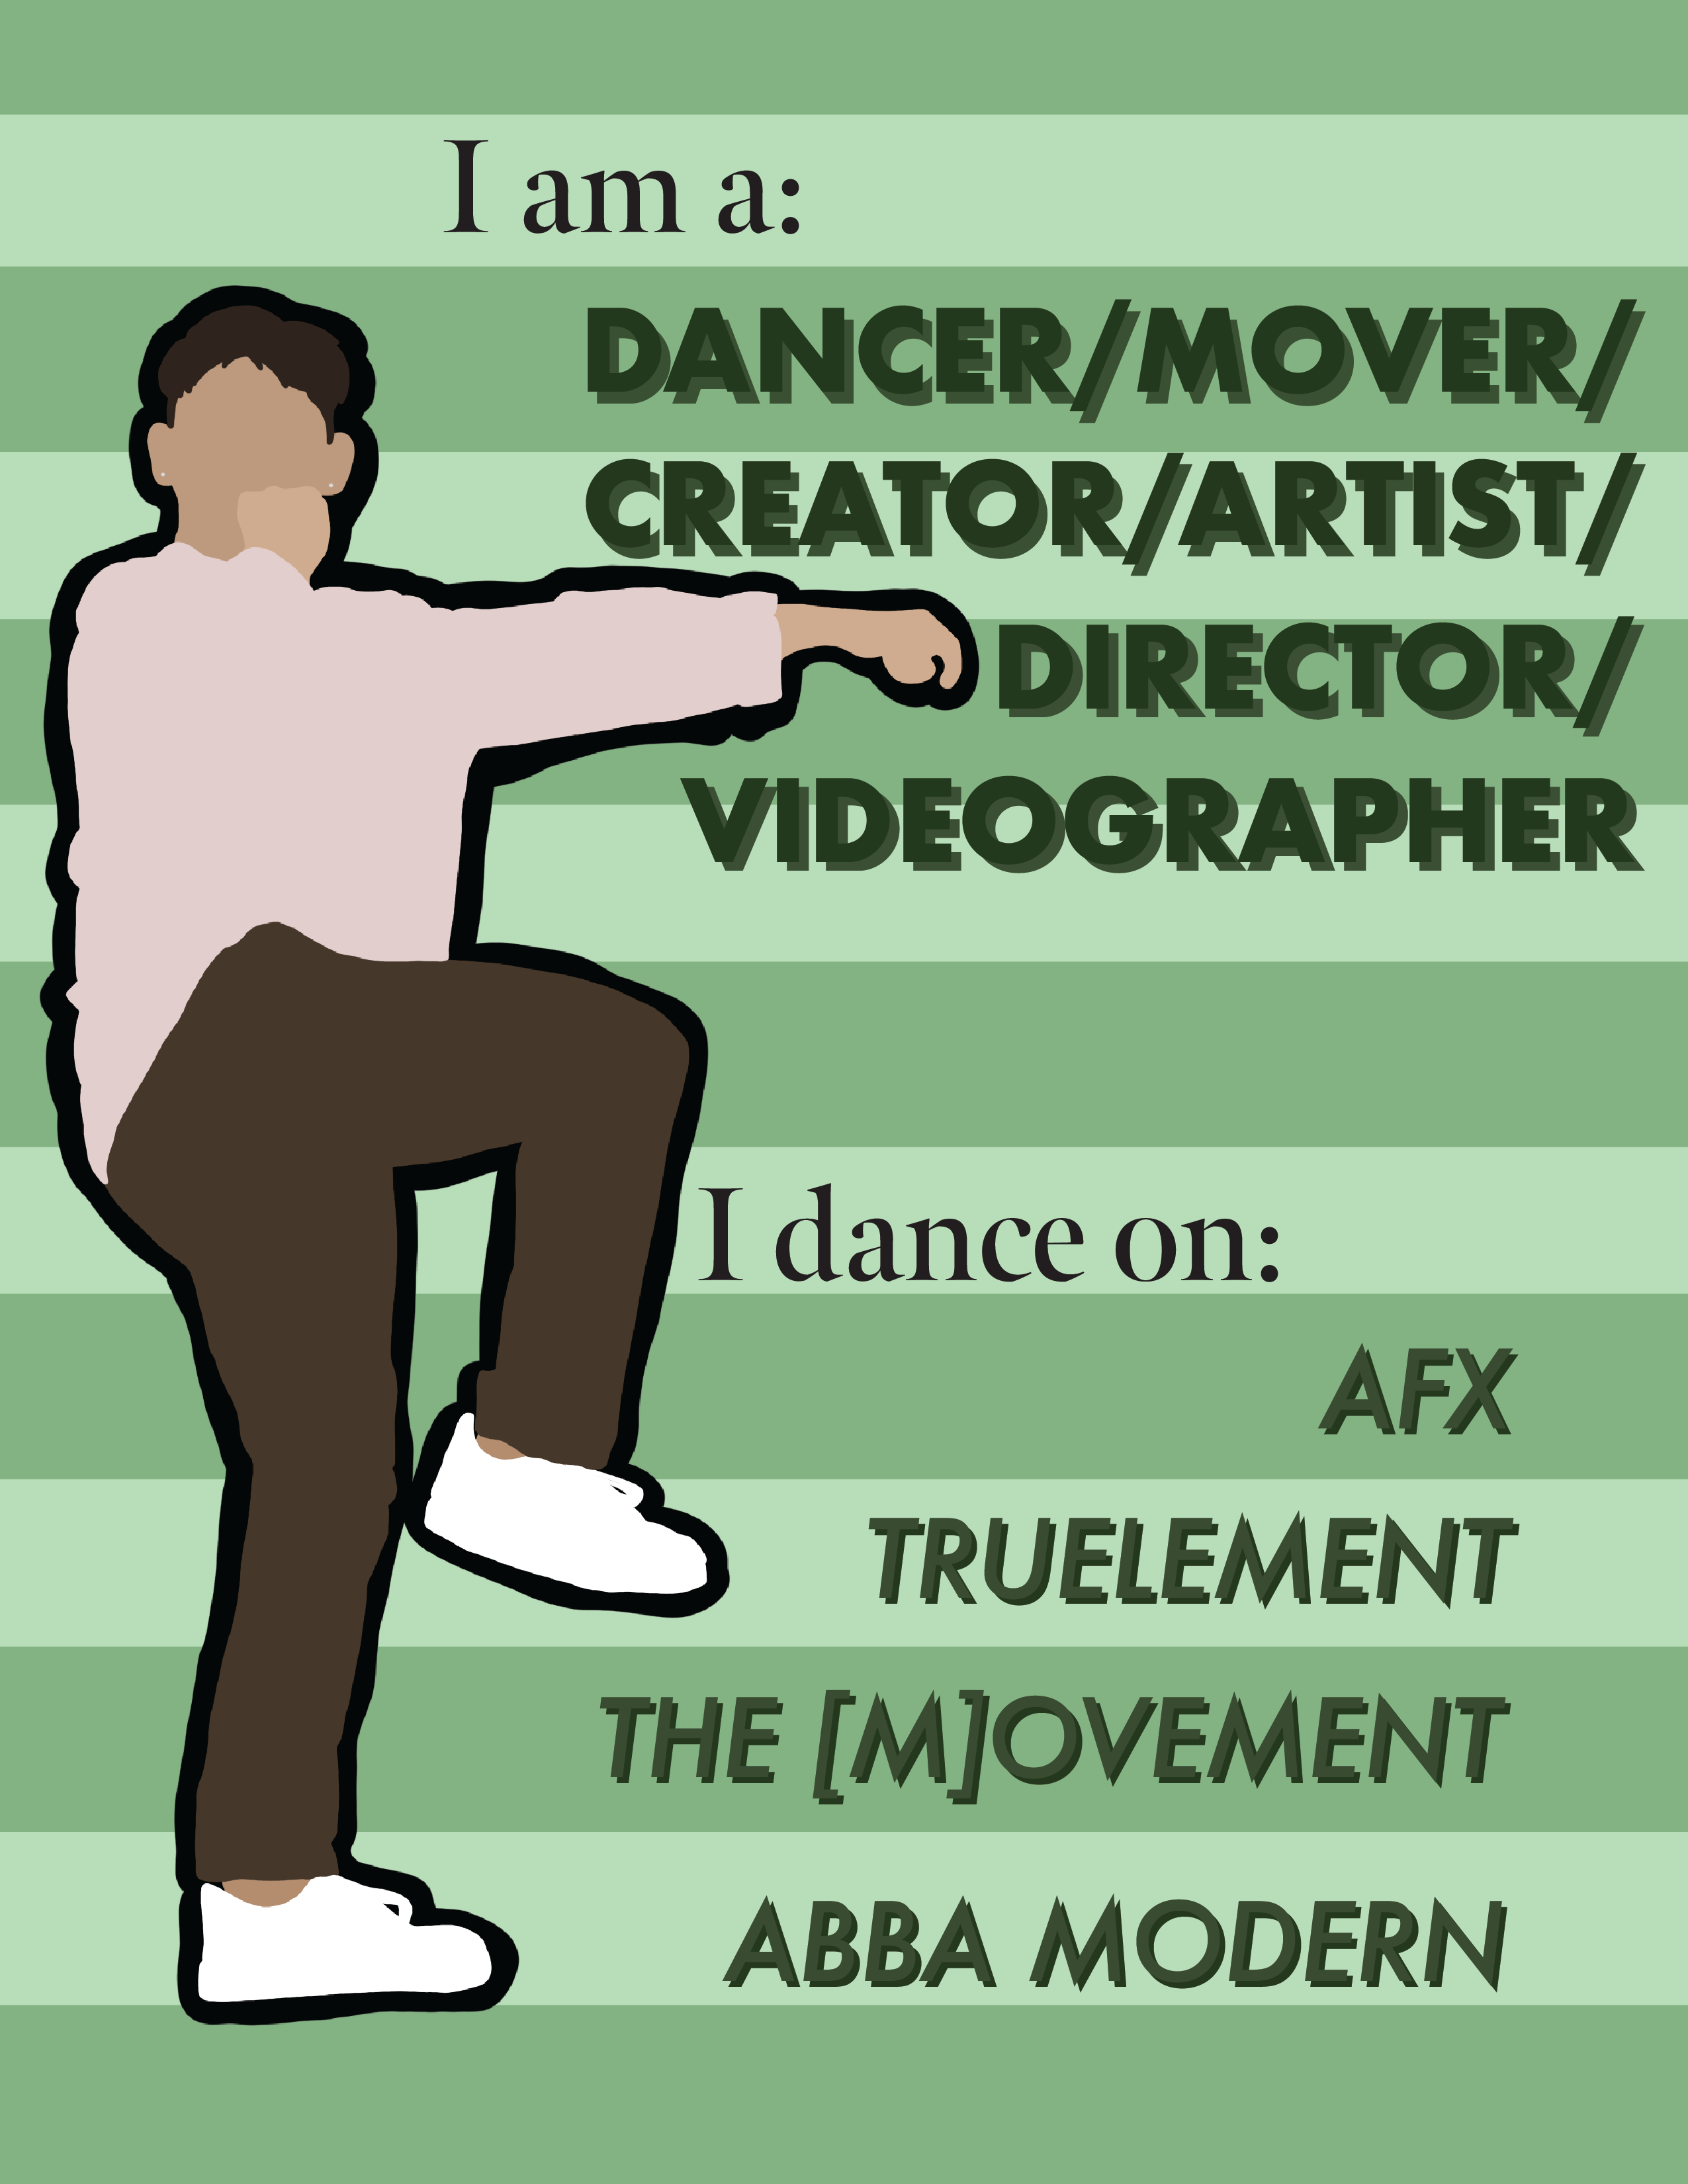 I am a:
DANCER/MOVER/
CREATOR/ARTIST/
DIRECTOR/
VIDEOGRAPHER
I dance on:
AFX
TRUELEMENT
THE [M]OVEMENT
ABBA MODERN